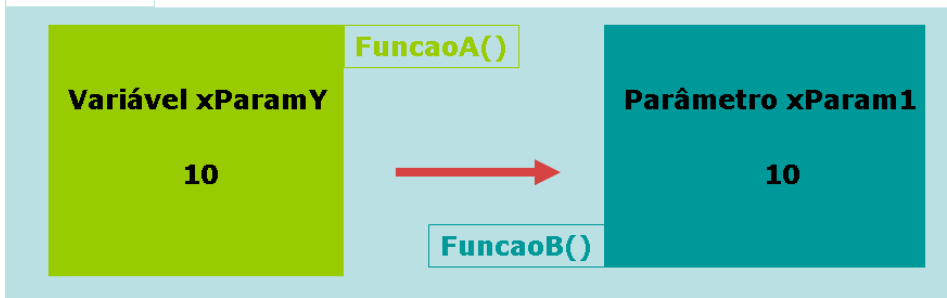 FuncaoA()
Variável xParamY
10
Parâmetro xParam1
10
FuncaoB()